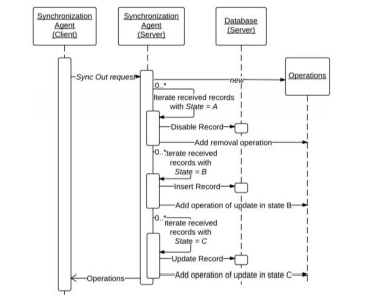 Synchronization
Agent
(Client)
Synchronization
Agent
(Server)
Database
(Server)
Operations
Sync Out request
new
0..*
Iterate received records
with State = A
Disable Record
Add removal operation
0..*
Iterate received
records with
State = B
Insert Record
Add operation of update in state B
0..*
Iterate received
records with
State = C
Update Record
Add operation of update in state C
Operations